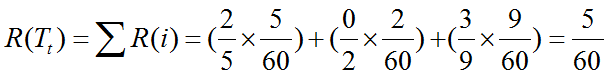 R(T_t) = ∑ R(i) = (2/5 × 5/60) + (0/2 × 2/60) + (3/9 × 9/60) = 5/60